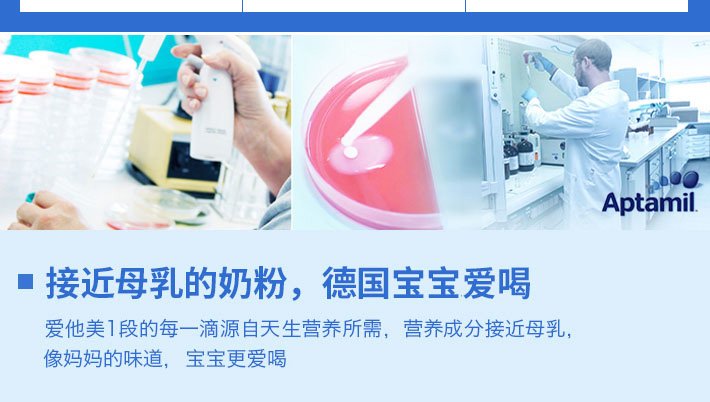 Aptamil
接近母乳的奶粉，德国宝宝爱喝
爱他美1段的每一滴源自天生营养所需，营养成分接近母乳，
像妈妈的味道， 宝宝更爱喝